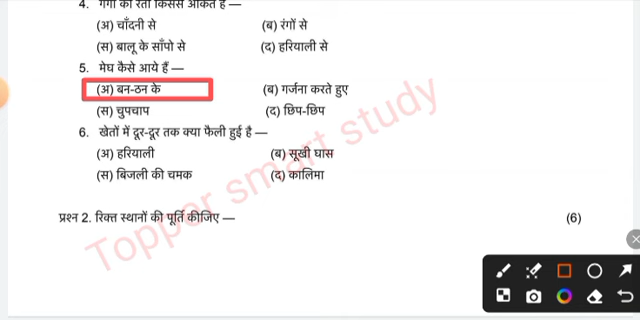 4. गंगा की रेती किससे अंकित है —
(अ) चाँदनी से (ब) रंगों से
(स) बालू के साँपो से (द) हरियाली से
5. मेघ कैसे आये हैं —
(अ) बन-ठन के (ब) गर्जना करते हुए
(स) चुपचाप (द) छिप-छिप
6. खेतों में दूर-दूर तक क्या फैली हुई है —
(अ) हरियाली (ब) सूखी घास
(स) बिजली की चमक (द) कालिमा
प्रश्न 2. रिक्त स्थानों की पूर्ति कीजिए — (6)
Topper smart study